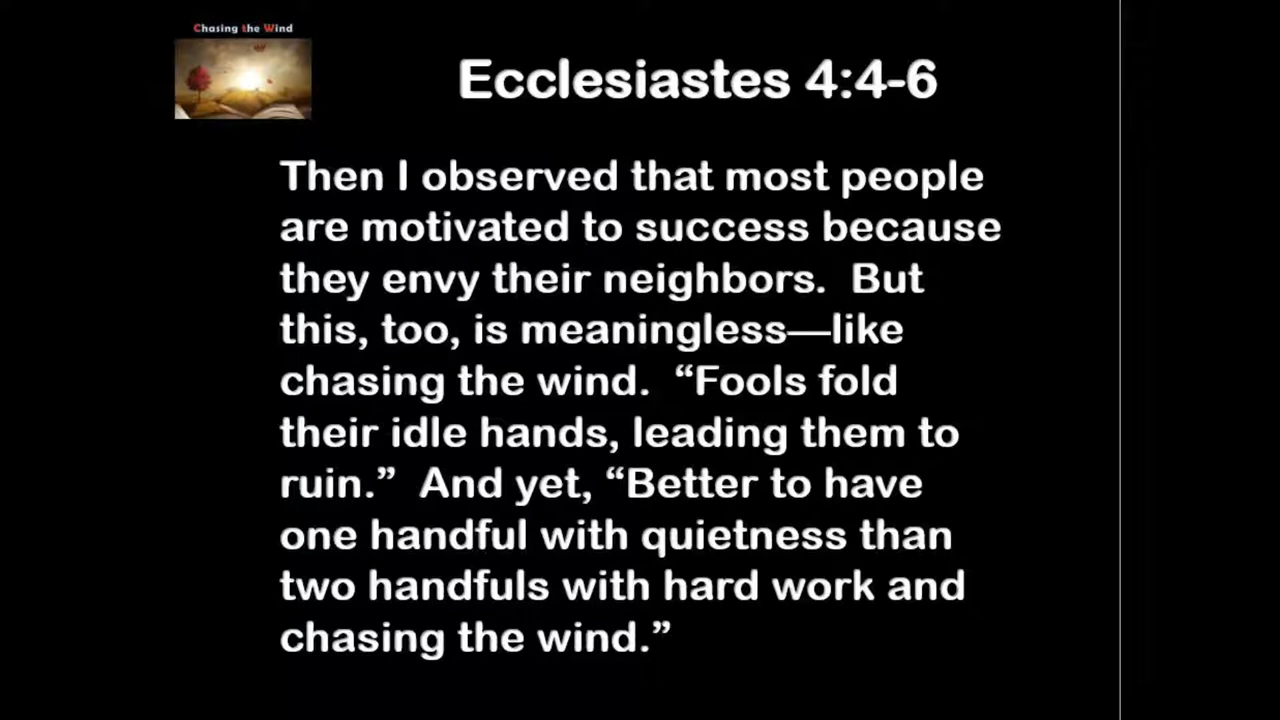 Chasing the Wind
Ecclesiastes 4:4-6
Then I observed that most people
are motivated to success because
they envy their neighbors.  But
this, too, is meaningless—like
chasing the wind.  “Fools fold
their idle hands, leading them to
ruin.”  And yet, “Better to have
one handful with quietness than
two handfuls with hard work and
chasing the wind.”